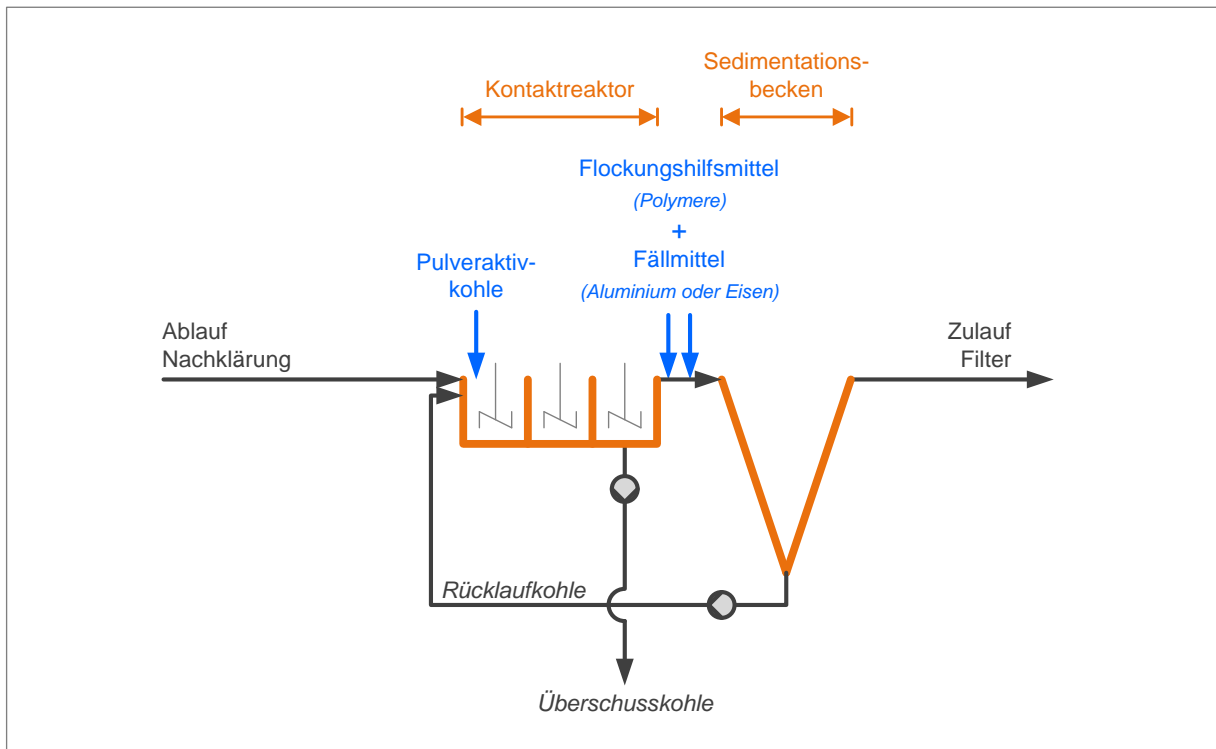 Sedimentations-
becken
Kontaktreaktor
Flockungshilfsmittel
(Polymere)
+
Fällmittel
(Aluminium oder Eisen)
Pulveraktiv-
kohle
Ablauf
Nachklärung
Zulauf
Filter
Rücklaufkohle
Überschusskohle